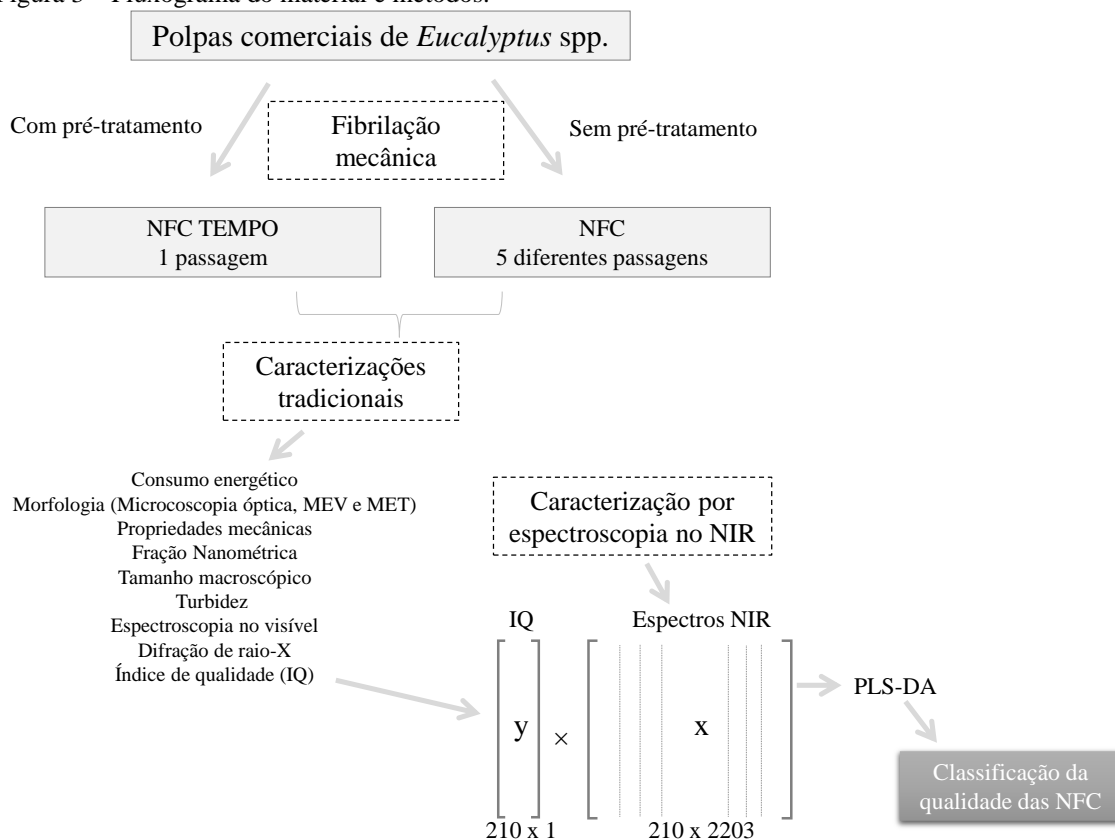 Figura 3 – Fluxograma do material e métodos.
Polpas comerciais de Eucalyptus spp.
Com pré-tratamento
Fibrilação
mecânica
Sem pré-tratamento
NFC TEMPO
1 passagem
NFC
5 diferentes passagens
Caracterizações
tradicionais
Consumo energético
Morfologia (Microcoscopia óptica, MEV e MET)
Propriedades mecânicas
Fração Nanométrica
Tamanho macroscópico
Turbidez
Espectroscopia no visível
Difração de raio-X
Índice de qualidade (IQ)
Caracterização por
espectroscopia no NIR
IQ
Espectros NIR
y
×
x
210 x 1
210 x 2203
PLS-DA
Classificação da
qualidade das NFC